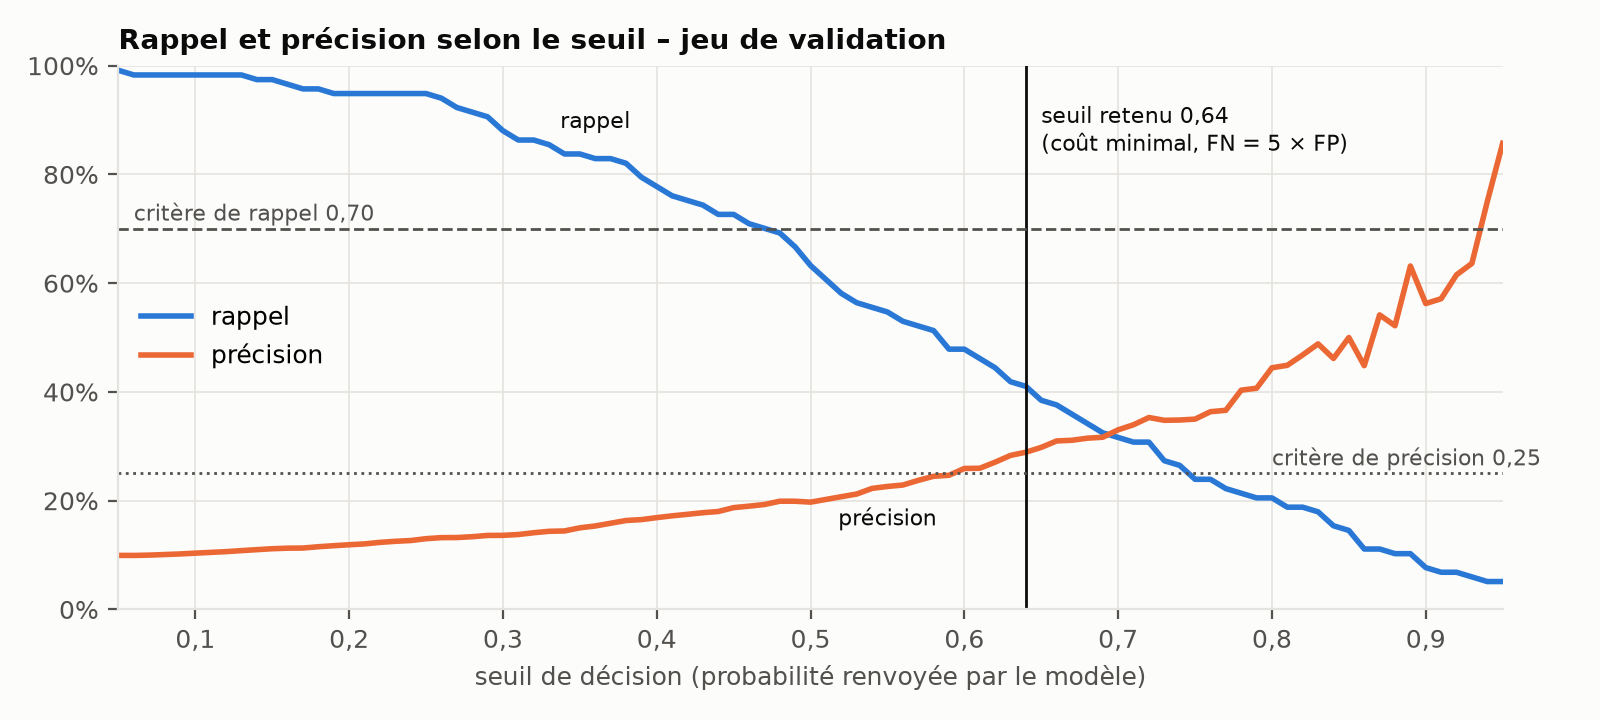 Rappel et précision selon le seuil – jeu de validation
100%
80%
60%
40%
20%
0%
rappel
seuil retenu 0,64
(coût minimal, FN = 5 × FP)
critère de rappel 0,70
rappel
précision
critère de précision 0,25
précision
0,1
0,2
0,3
0,4
0,5
0,6
0,7
0,8
0,9
seuil de décision (probabilité renvoyée par le modèle)